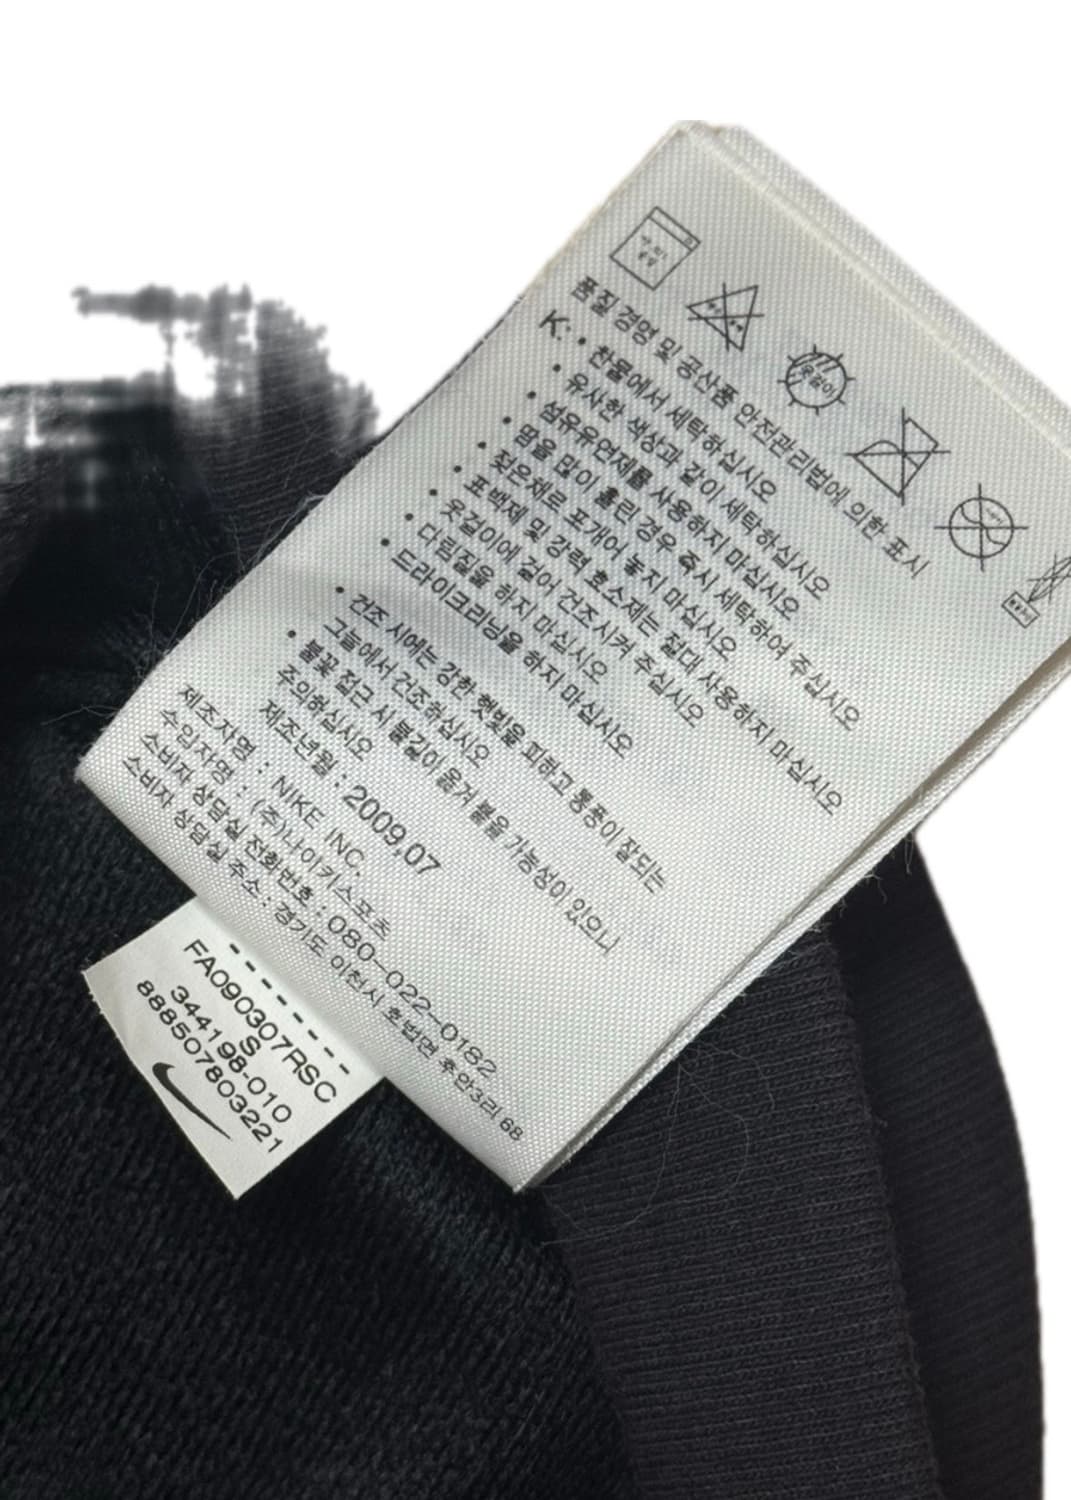 옷걸이
품질 경영 및 공산품 안전관리법에 의한 표시
K: • 찬물에서 세탁하십시오
• 유사한 색상과 같이 세탁하십시오
• 섬유유연제를 사용하지 마십시오
• 땀을 많이 흘린 경우 즉시 세탁하여 주십시오
• 젖은채로 포개어 놓지 마십시오
• 표백제 및 강력 효소제는 절대 사용하지 마십시오
• 옷걸이에 걸어 건조시켜 주십시오
• 다림질을 하지 마십시오
• 드라이크리닝을 하지 마십시오
• 건조 시에는 강한 햇빛을 피하고 통풍이 잘되는
그늘에서 건조하십시오
• 불꽃 접근 시 불길이 옮겨 붙을 가능성이 있으니
주의하십시오
제조년월 : 2009,07
제조자명 : NIKE INC.
수입자명 : (주)나이키스포츠
소비자 상담실 전화번호 : 080-022-0182
소비자 상담실 주소 : 경기도 이천시 호법면 후안3리 68
FA090307RSC
S
344198-010
888507803221